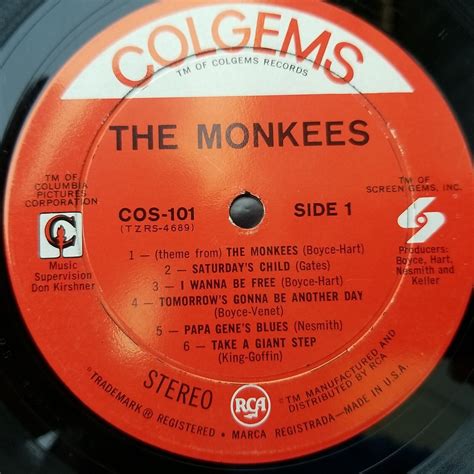 COLGEMS
TM OF COLGEMS RECORDS
THE MONKEES
TM OF
COLUMBIA
PICTURES
CORPORATION
Music
Supervision
Don Kirshner
COS-101
(TZRS-4689)
SIDE 1
TM OF
SCREEN GEMS, INC.
Producers:
Boyce, Hart,
Nesmith and
Keller
1 — (theme from) THE MONKEES (Boyce-Hart)
2 — SATURDAY'S CHILD (Gates)
3 — I WANNA BE FREE (Boyce-Hart)
4 — TOMORROW'S GONNA BE ANOTHER DAY
(Boyce-Venet)
5 — PAPA GENE'S BLUES (Nesmith)
6 — TAKE A GIANT STEP
(King-Goffin)
STEREO
RCA
©TM MANUFACTURED AND
DISTRIBUTED BY RCA
"TRADEMARK ® REGISTERED • MARCA REGISTRADA—MADE IN U.S.A.